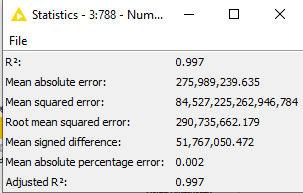 Statistics - 3:788 - Num...
File
R²: 0.997
Mean absolute error: 275,989,239.635
Mean squared error: 84,527,225,262,946,784
Root mean squared error: 290,735,662.179
Mean signed difference: 51,767,050.472
Mean absolute percentage error: 0.002
Adjusted R²: 0.997